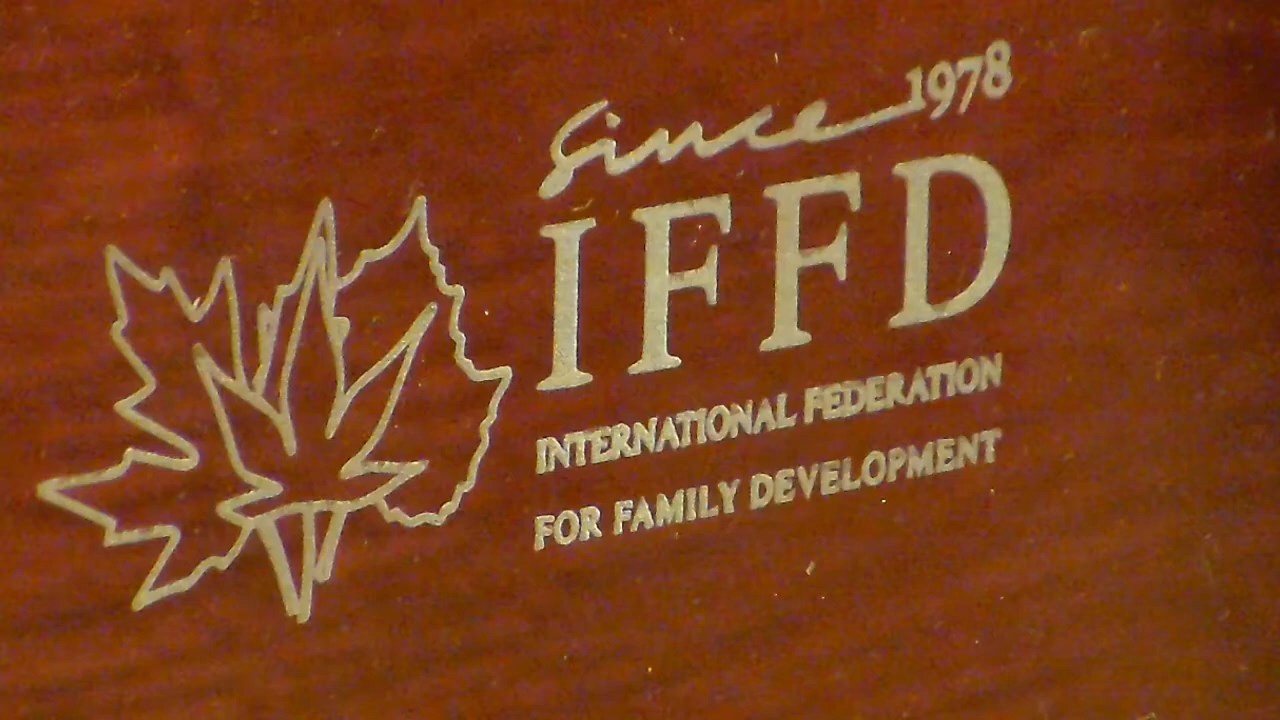 Since 1978
IFFD
INTERNATIONAL FEDERATION
FOR FAMILY DEVELOPMENT